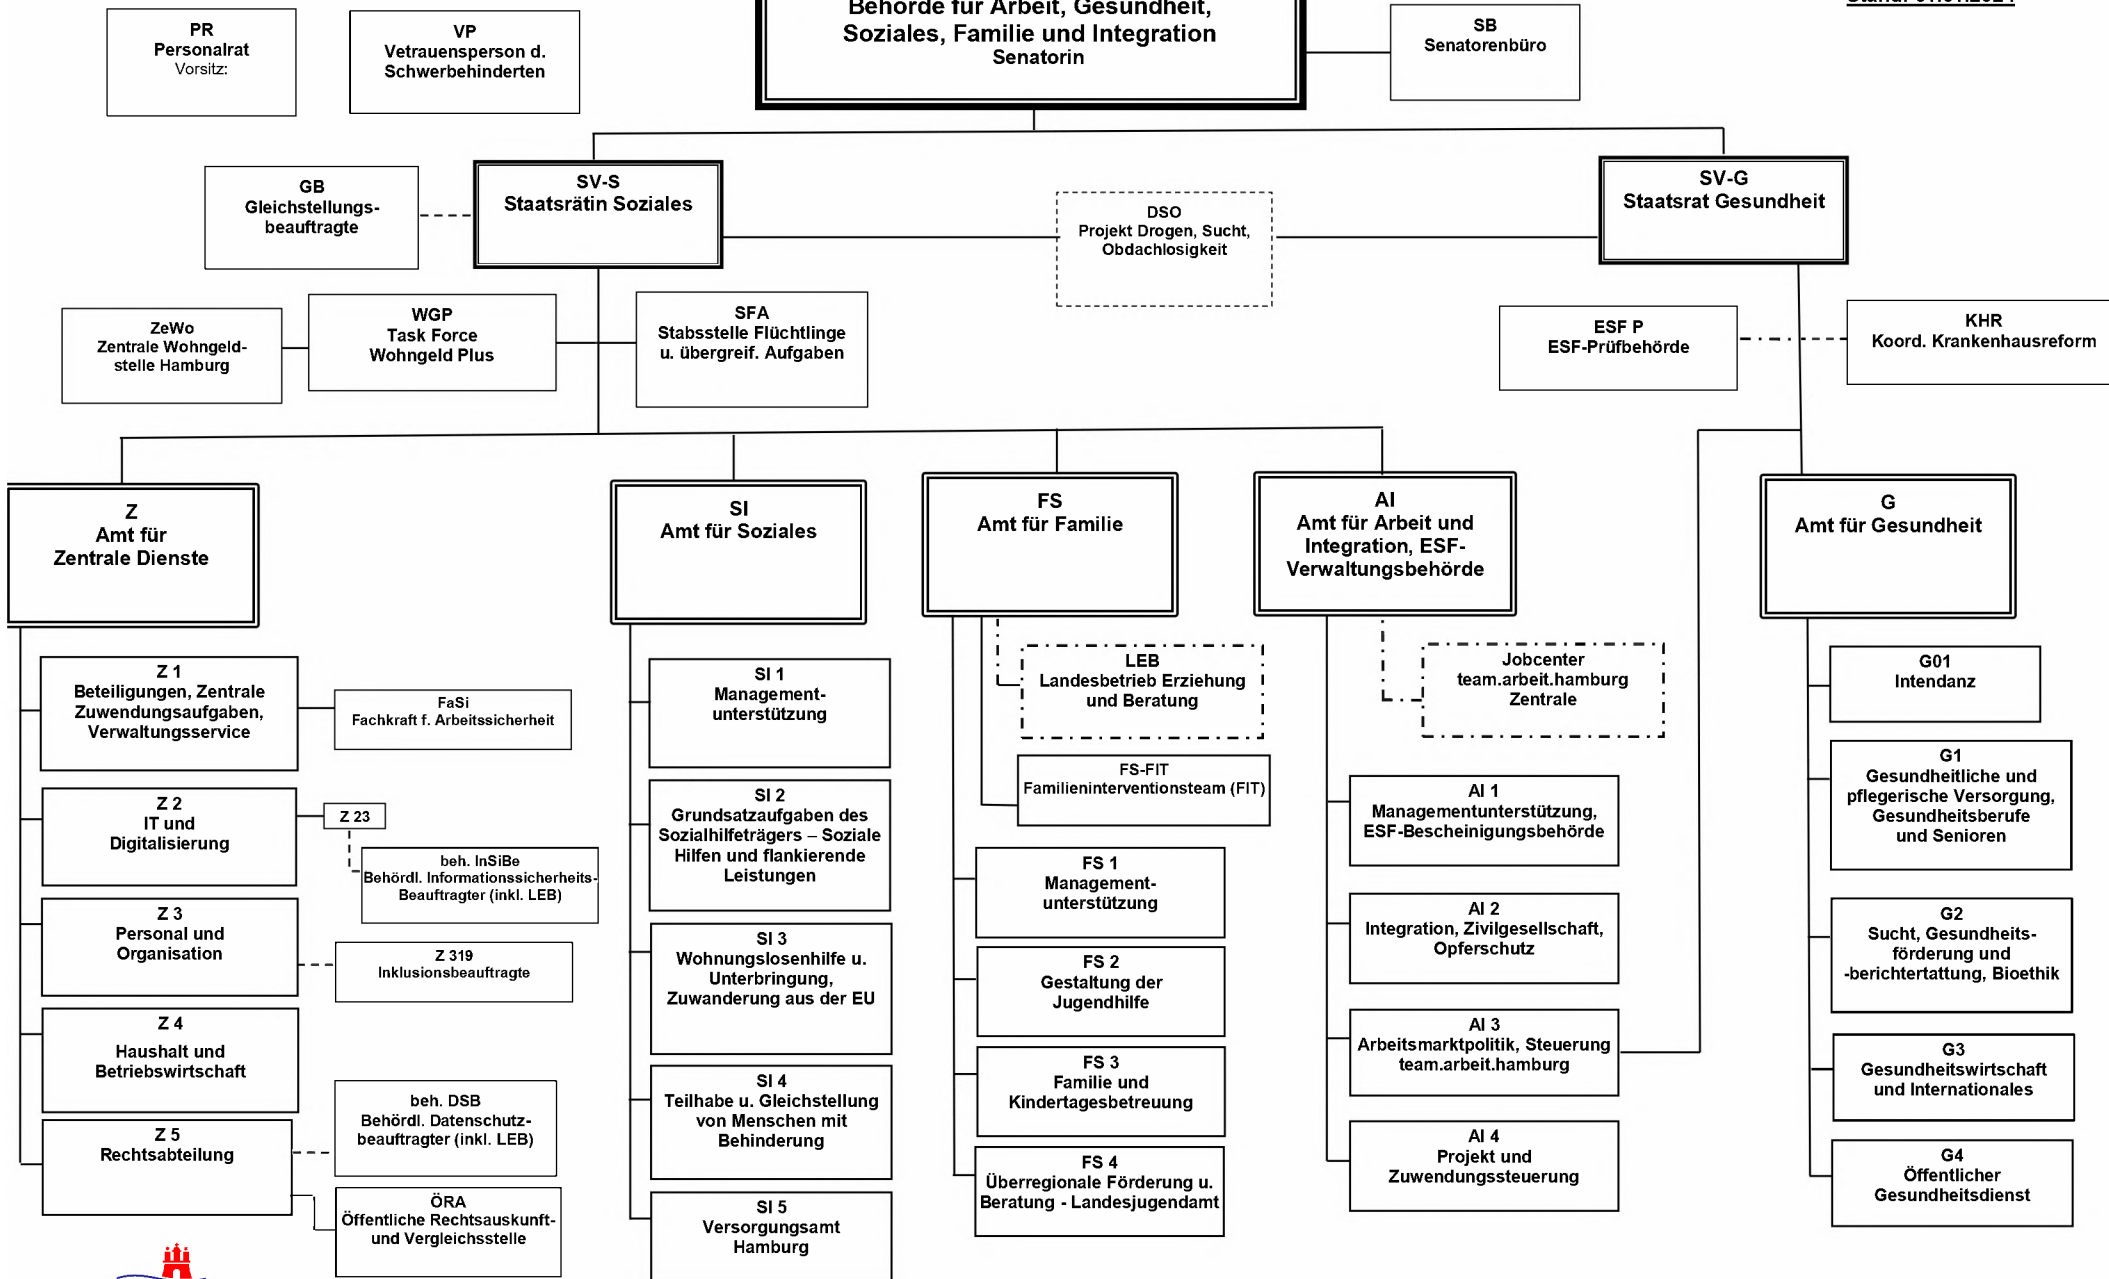 PR
Personalrat
Vorsitz:
VP
Vetrauensperson d.
Schwerbehinderten
Behörde für Arbeit, Gesundheit,
Soziales, Familie und Integration
Senatorin
SB
Senatorenbüro
GB
Gleichstellungs-
beauftragte
SV-S
Staatsrätin Soziales
DSO
Projekt Drogen, Sucht,
Obdachlosigkeit
SV-G
Staatsrat Gesundheit
ZeWo
Zentrale Wohngeld-
stelle Hamburg
WGP
Task Force
Wohngeld Plus
SFA
Stabsstelle Flüchtlinge
u. übergreif. Aufgaben
ESF P
ESF-Prüfbehörde
KHR
Koord. Krankenhausreform
Z
Amt für
Zentrale Dienste
SI
Amt für Soziales
FS
Amt für Familie
AI
Amt für Arbeit und
Integration, ESF-
Verwaltungsbehörde
G
Amt für Gesundheit
Z 1
Beteiligungen, Zentrale
Zuwendungsaufgaben,
Verwaltungsservice
FaSi
Fachkraft f. Arbeitssicherheit
Z 2
IT und
Digitalisierung
Z 23
beh. InSiBe
Behördl. Informationssicherheits-
Beauftragter (inkl. LEB)
Z 3
Personal und
Organisation
Z 319
Inklusionsbeauftragte
Z 4
Haushalt und
Betriebswirtschaft
Z 5
Rechtsabteilung
beh. DSB
Behördl. Datenschutz-
beauftragter (inkl. LEB)
ÖRA
Öffentliche Rechtsauskunft-
und Vergleichsstelle
SI 1
Management-
unterstützung
SI 2
Grundsatzaufgaben des
Sozialhilfeträgers – Soziale
Hilfen und flankierende
Leistungen
SI 3
Wohnungslosenhilfe u.
Unterbringung,
Zuwanderung aus der EU
SI 4
Teilhabe u. Gleichstellung
von Menschen mit
Behinderung
SI 5
Versorgungsamt
Hamburg
LEB
Landesbetrieb Erziehung
und Beratung
FS-FIT
Familieninterventionsteam (FIT)
FS 1
Management-
unterstützung
FS 2
Gestaltung der
Jugendhilfe
FS 3
Familie und
Kindertagesbetreuung
FS 4
Überregionale Förderung u.
Beratung - Landesjugendamt
Jobcenter
team.arbeit.hamburg
Zentrale
AI 1
Managementunterstützung,
ESF-Bescheinigungsbehörde
AI 2
Integration, Zivilgesellschaft,
Opferschutz
AI 3
Arbeitsmarktpolitik, Steuerung
team.arbeit.hamburg
AI 4
Projekt und
Zuwendungssteuerung
G01
Intendanz
G1
Gesundheitliche und
pflegerische Versorgung,
Gesundheitsberufe
und Senioren
G2
Sucht, Gesundheits-
förderung und
-berichtertattung, Bioethik
G3
Gesundheitswirtschaft
und Internationales
G4
Öffentlicher
Gesundheitsdienst